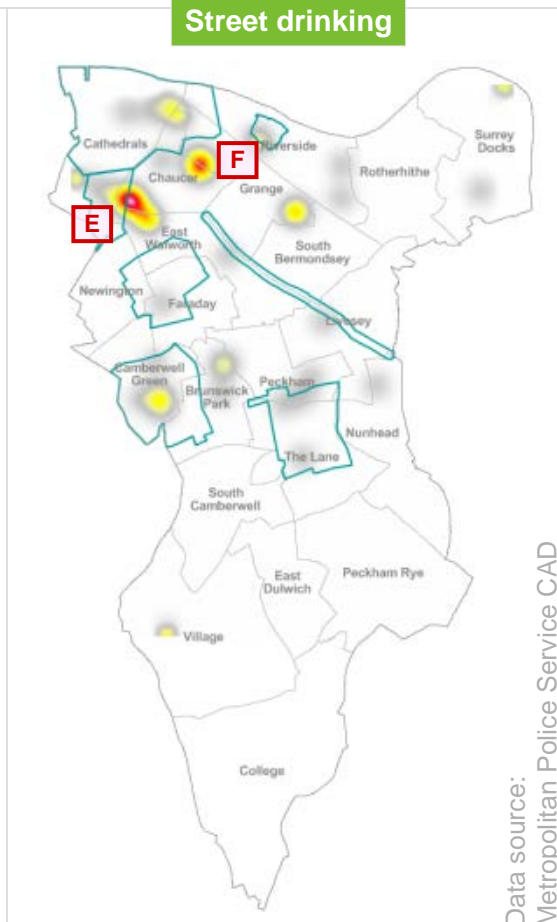 Street drinking
Cathedrals
Riverside
Surrey
Docks
Chaucer
F
Rotherhithe
Grange
E
East
Walworth
South
Bermondsey
Newington
Faraday
Livesey
Camberwell
Green
Brunswick
Park
Peckham
Nunhead
The Lane
South
Camberwell
East
Dulwich
Peckham Rye
Village
College
Data source:
Metropolitan Police Service CAD